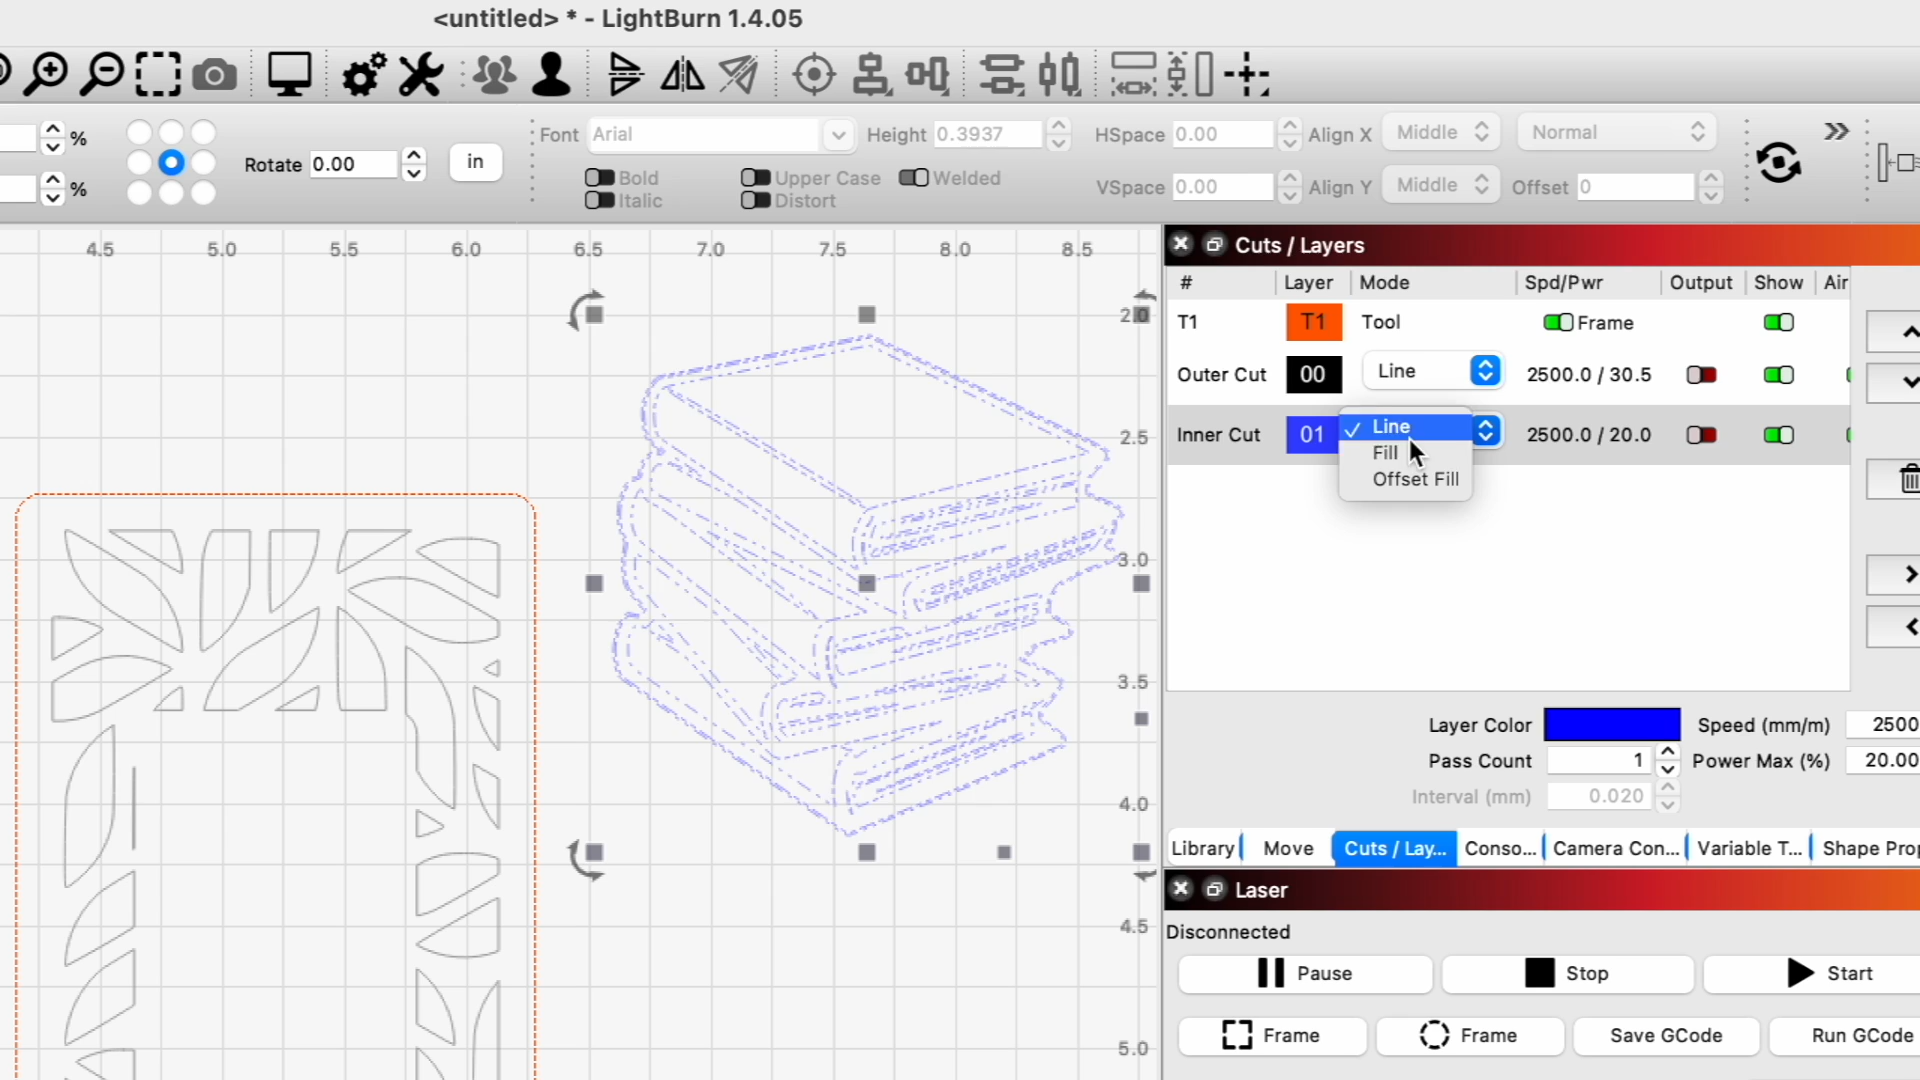 <untitled> * - LightBurn 1.4.05
%
Rotate 0.00 in
%
Font Arial Height 0.3937 HSpace 0.00 Align X Middle Normal
Bold Upper Case Welded
Italic Distort
VSpace 0.00 Align Y Middle Offset 0
4.5 5.0 5.5 6.0 6.5 7.0 7.5 8.0 8.5
2.0
2.5
3.0
3.5
4.0
4.5
5.0
Cuts / Layers
# Layer Mode Spd/Pwr Output Show Air
T1 T1 Tool Frame
Outer Cut 00 Line 2500.0 / 30.5
Inner Cut 01 2500.0 / 20.0
✓ Line
Fill
Offset Fill
Layer Color Speed (mm/m) 2500
Pass Count 1 Power Max (%) 20.00
Interval (mm) 0.020
Library Move Cuts / Lay... Conso... Camera Con... Variable T... Shape Prop
Laser
Disconnected
Pause Stop Start
Frame Frame Save GCode Run GCode